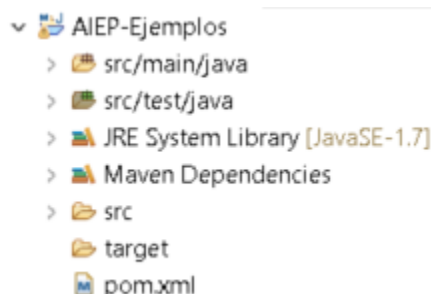 AIEP-Ejemplos
src/main/java
src/test/java
JRE System Library [JavaSE-1.7]
Maven Dependencies
src
target
pom.xml